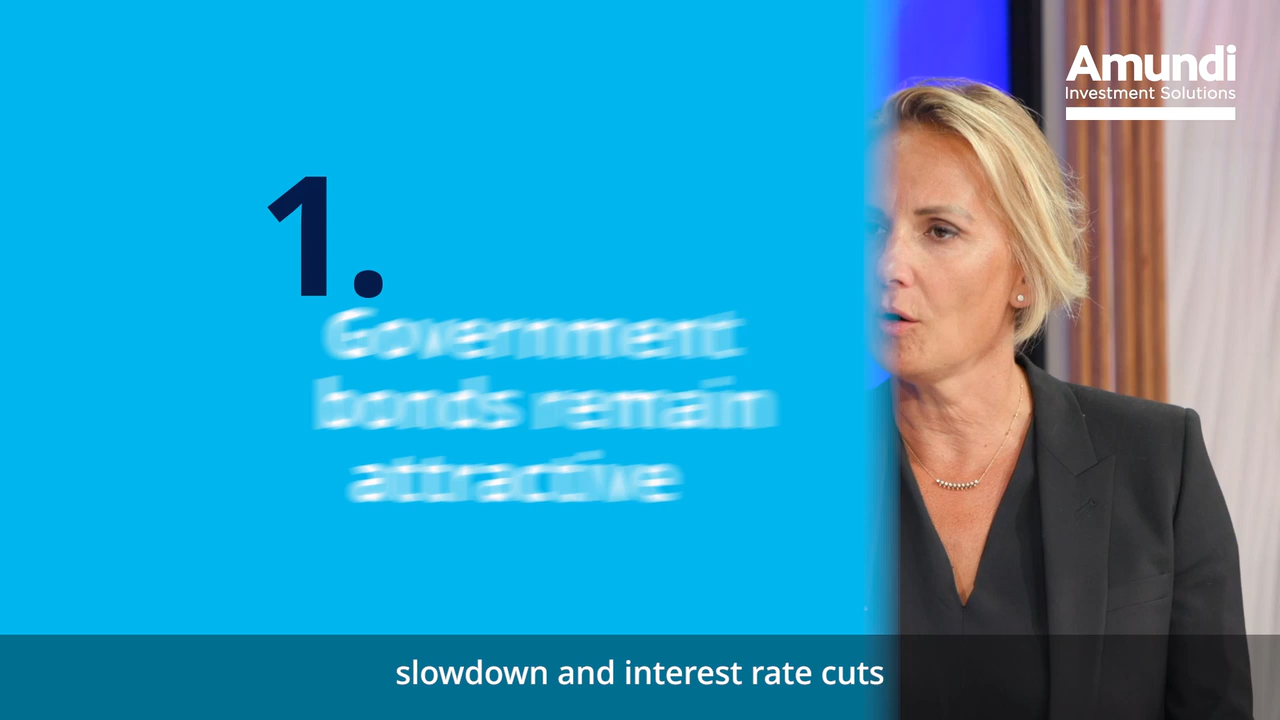 Amundi
Investment Solutions
1.
Government
bonds remain
attractive
slowdown and interest rate cuts